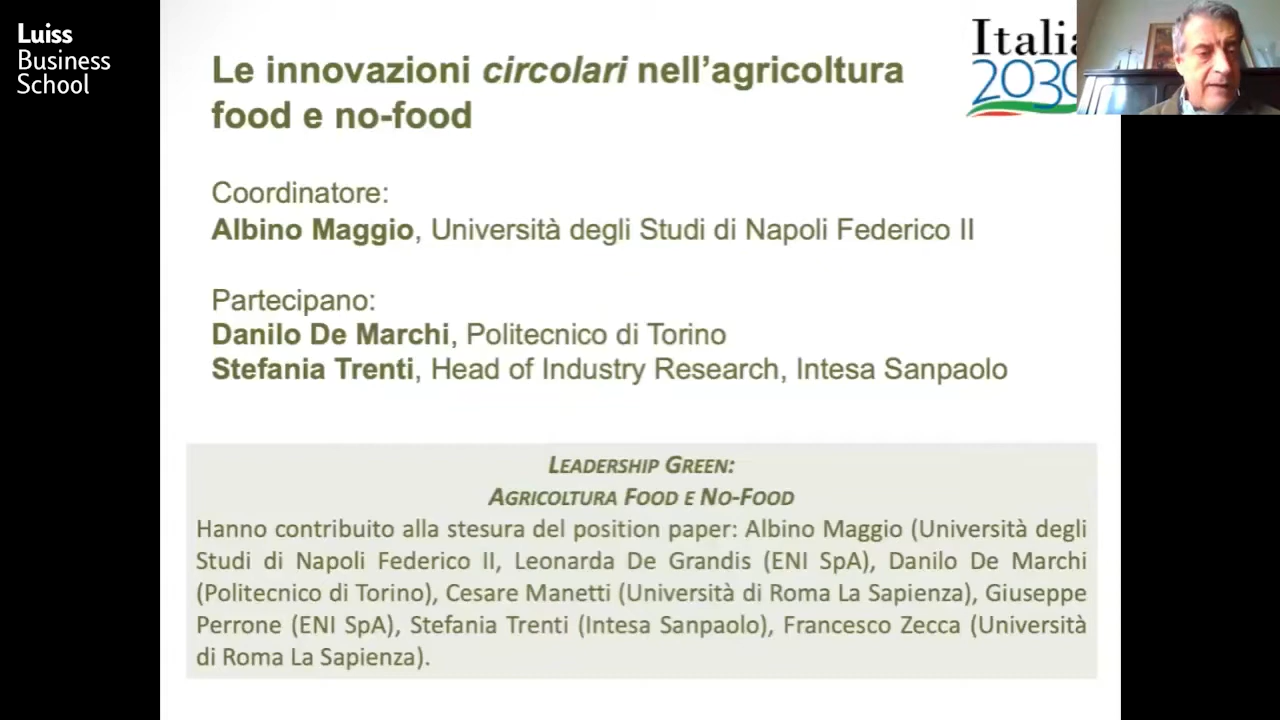 Luiss
Business
School
Le innovazioni circolari nell'agricoltura
food e no-food
Italia
2030
Coordinatore:
Albino Maggio, Università degli Studi di Napoli Federico II
Partecipano:
Danilo De Marchi, Politecnico di Torino
Stefania Trenti, Head of Industry Research, Intesa Sanpaolo
LEADERSHIP GREEN:
AGRICOLTURA FOOD E NO-FOOD
Hanno contribuito alla stesura del position paper: Albino Maggio (Università degli
Studi di Napoli Federico II, Leonarda De Grandis (ENI SpA), Danilo De Marchi
(Politecnico di Torino), Cesare Manetti (Università di Roma La Sapienza), Giuseppe
Perrone (ENI SpA), Stefania Trenti (Intesa Sanpaolo), Francesco Zecca (Università
di Roma La Sapienza).